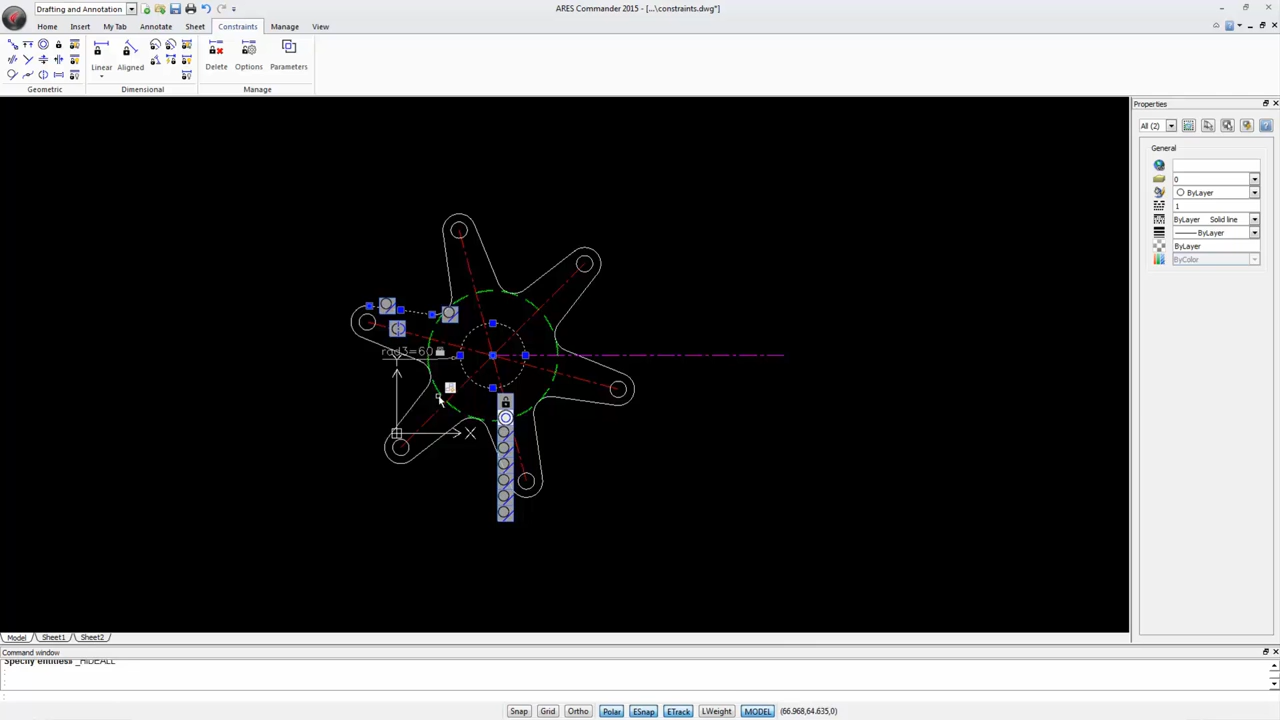 Drafting and Annotation
ARES Commander 2015 - [...\constraints.dwg*]
Home Insert My Tab Annotate Sheet Constraints Manage View
Linear Aligned Delete Options Parameters
Geometric Dimensional Manage
Properties
All (2)
General
0
ByLayer
1
ByLayer Solid line
ByLayer
ByLayer
ByColor
rad3=60
Y
X
Model Sheet1 Sheet2
Command window
Specify entities» _HIDEALL
:
:
:
Snap Grid Ortho Polar ESnap ETrack LWeight MODEL (66.968,64.635,0)